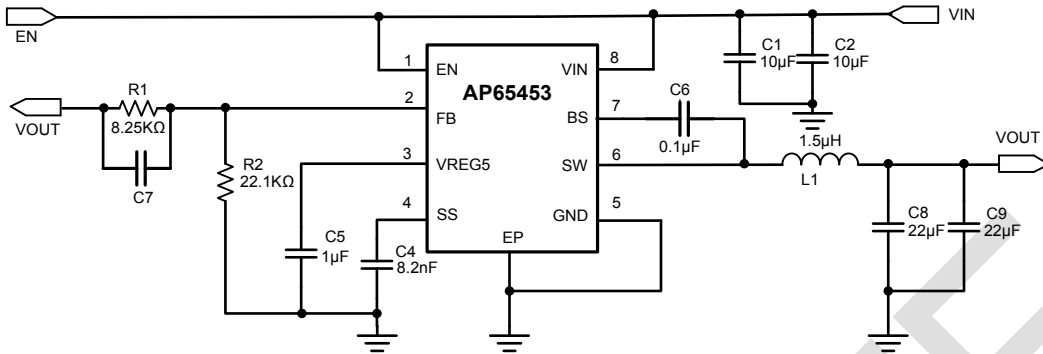 EN
VIN
1
EN
VIN
8
C1
10µF
C2
10µF
AP65453
R1
8.25KΩ
VOUT
2
FB
BS
7
C6
0.1µF
C7
R2
22.1KΩ
3
VREG5
SW
6
1.5µH
L1
VOUT
4
SS
GND
5
EP
C5
1µF
C4
8.2nF
C8
22µF
C9
22µF